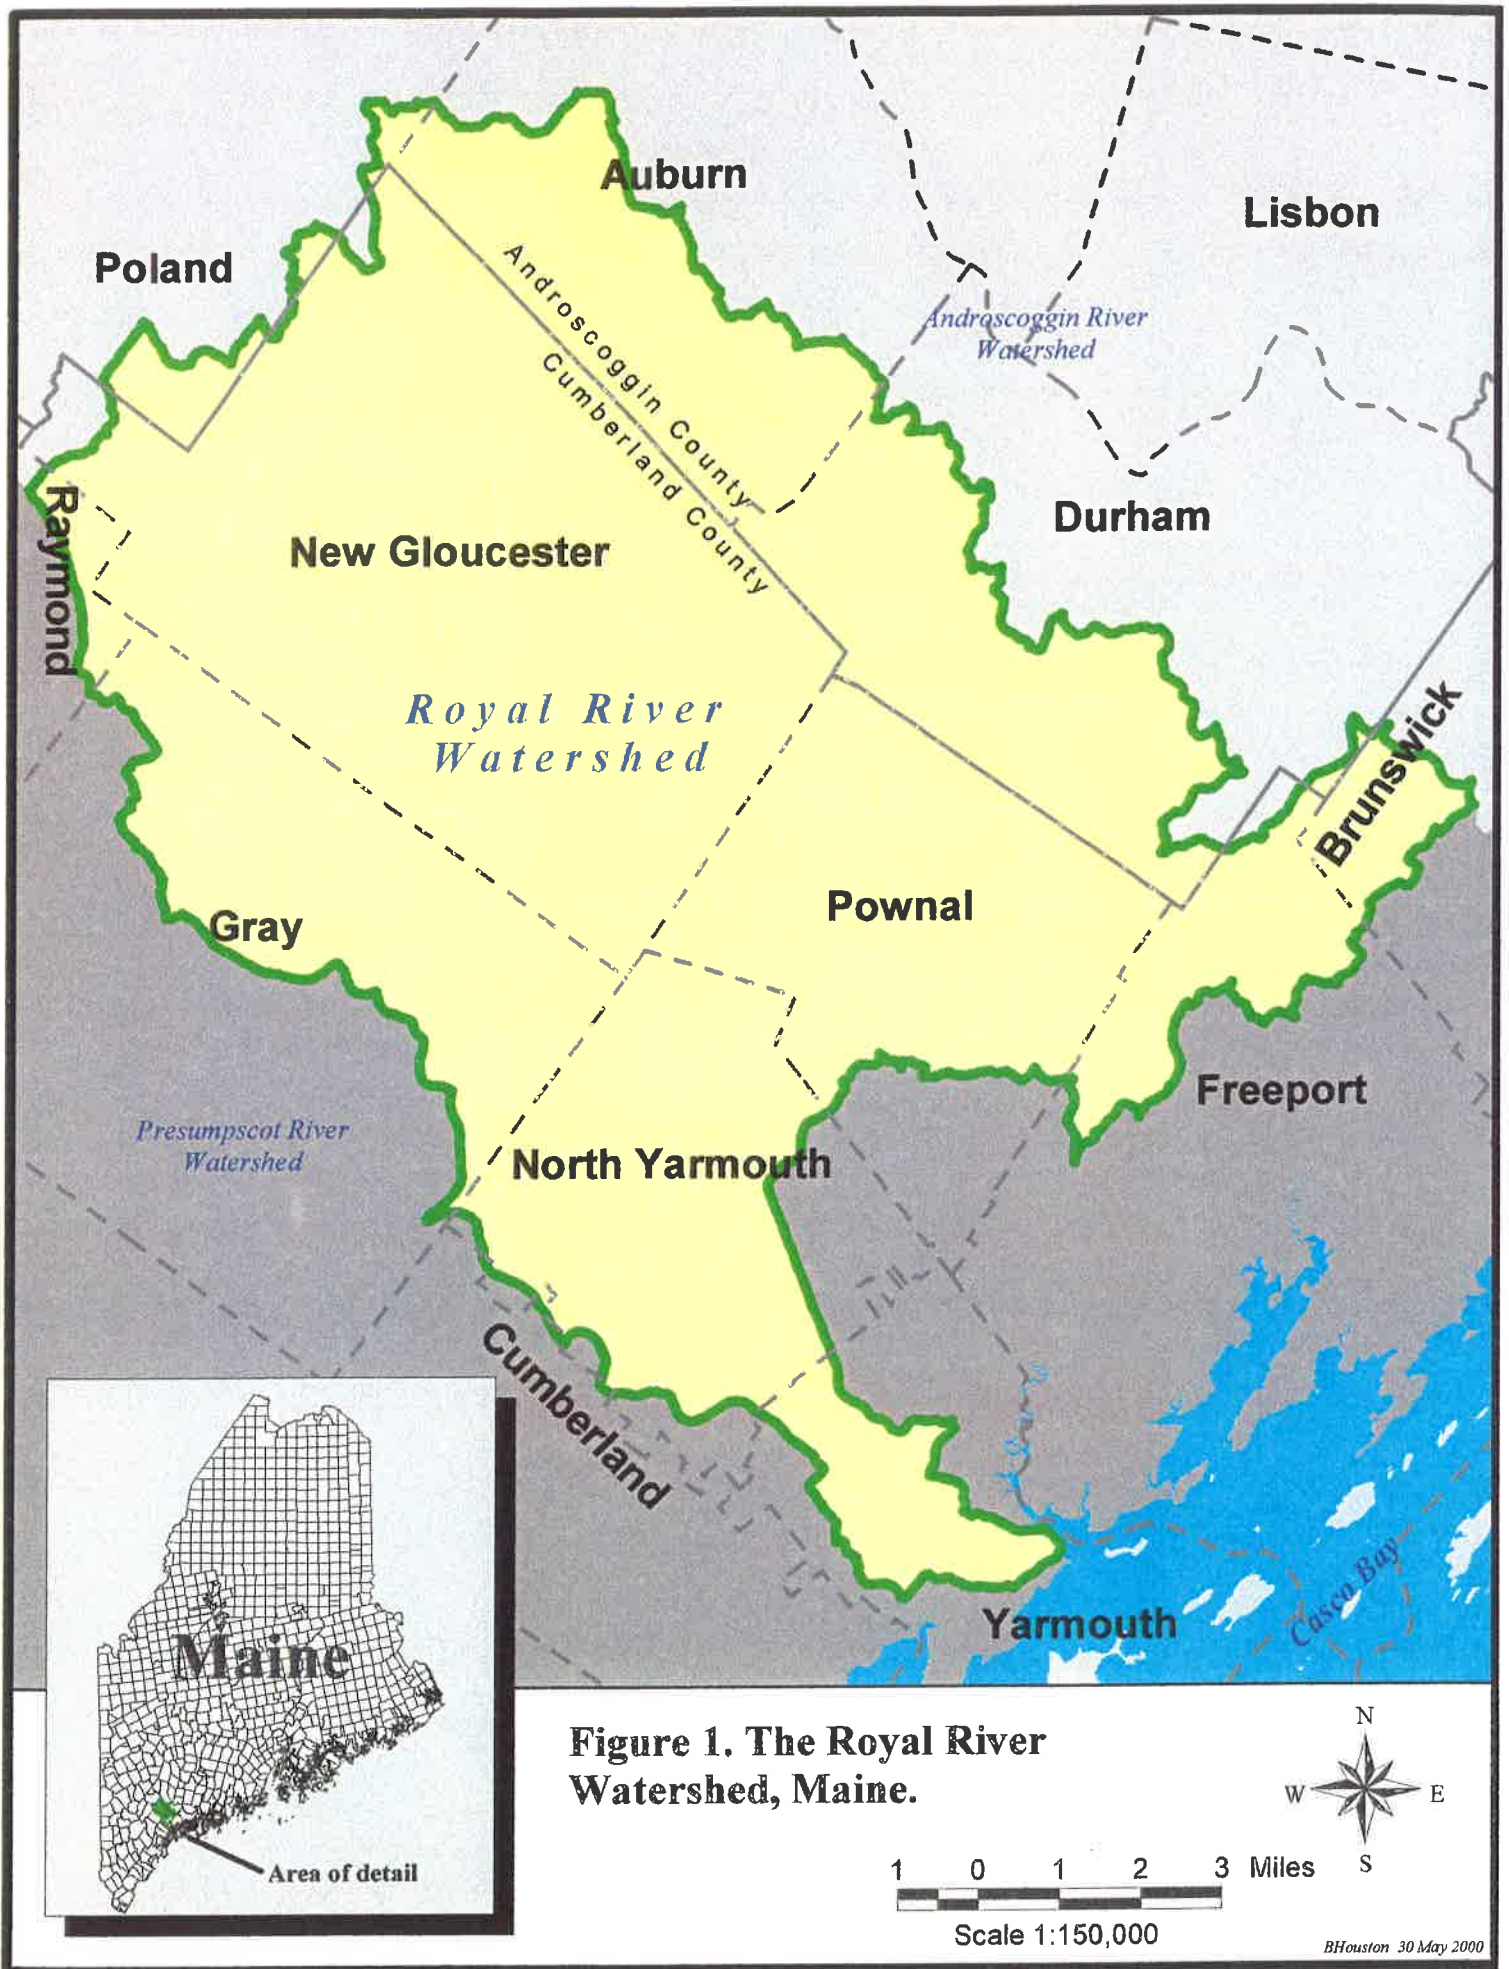 Auburn
Lisbon
Poland
Androscoggin County
Cumberland County
Androscoggin River
Watershed
Raymond
New Gloucester
Durham
Royal River
Watershed
Brunswick
Pownal
Gray
Freeport
Presumpscot River
Watershed
North Yarmouth
Cumberland
Casco Bay
Yarmouth
Maine
Area of detail
Figure 1. The Royal River
Watershed, Maine.
N
W
E
S
1 0 1 2 3 Miles
Scale 1:150,000
BHouston 30 May 2000